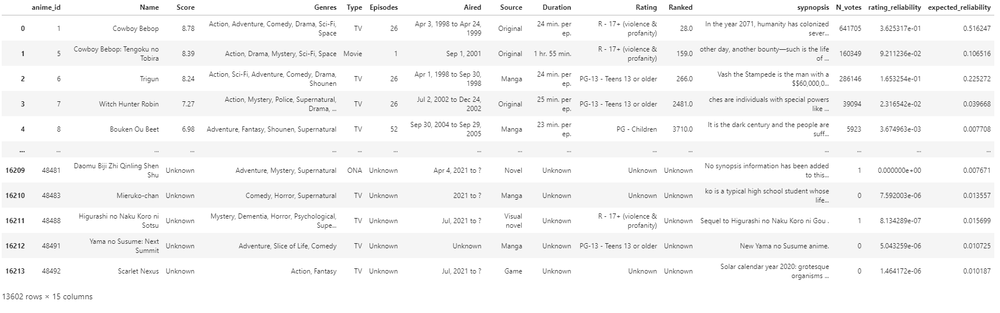 anime_id Name Score Genres Type Episodes Aired Source Duration Rating Ranked sypnopsis N_votes rating_reliability expected_reliability
0 1 Cowboy Bebop 8.78 Action, Adventure, Comedy, Drama, Sci-Fi, Space TV 26 Apr 3, 1998 to Apr 24, 1999 Original 24 min. per ep. R - 17+ (violence & profanity) 28.0 In the year 2071, humanity has colonized sever... 641705 3.625317e-01 0.516247
1 5 Cowboy Bebop: Tengoku no Tobira 8.39 Action, Drama, Mystery, Sci-Fi, Space Movie 1 Sep 1, 2001 Original 1 hr. 55 min. R - 17+ (violence & profanity) 159.0 other day, another bounty—such is the life of ... 160349 9.211236e-02 0.106516
2 6 Trigun 8.24 Action, Sci-Fi, Adventure, Comedy, Drama, Shounen TV 26 Apr 1, 1998 to Sep 30, 1998 Manga 24 min. per ep. PG-13 - Teens 13 or older 266.0 Vash the Stampede is the man with a $$60,000,0... 286146 1.653254e-01 0.225272
3 7 Witch Hunter Robin 7.27 Action, Mystery, Police, Supernatural, Drama, ... TV 26 Jul 2, 2002 to Dec 24, 2002 Original 25 min. per ep. PG-13 - Teens 13 or older 2481.0 ches are individuals with special powers like ... 39094 2.316542e-02 0.039668
4 8 Bouken Ou Beet 6.98 Adventure, Fantasy, Shounen, Supernatural TV 52 Sep 30, 2004 to Sep 29, 2005 Manga 23 min. per ep. PG - Children 3710.0 It is the dark century and the people are suff... 5923 3.674963e-03 0.007708
... ... ... ... ... ... ... ... ... ... ... ... ... ... ... ...
16209 48481 Daomu Biji Zhi Qinling Shen Shu Unknown Adventure, Mystery, Supernatural ONA Unknown Apr 4, 2021 to ? Novel Unknown Unknown Unknown No synopsis information has been added to this... 1 0.000000e+00 0.007671
16210 48483 Mieruko-chan Unknown Comedy, Horror, Supernatural TV Unknown 2021 to ? Manga Unknown Unknown Unknown ko is a typical high school student whose life... 0 7.592003e-06 0.013557
16211 48488 Higurashi no Naku Koro ni Sotsu Unknown Mystery, Dementia, Horror, Psychological, Supe... TV Unknown Jul, 2021 to ? Visual novel Unknown R - 17+ (violence & profanity) Unknown Sequel to Higurashi no Naku Koro ni Gou . 1 8.134289e-07 0.015699
16212 48491 Yama no Susume: Next Summit Unknown Adventure, Slice of Life, Comedy TV Unknown Unknown Manga Unknown PG-13 - Teens 13 or older Unknown New Yama no Susume anime. 0 5.043259e-06 0.010725
16213 48492 Scarlet Nexus Unknown Action, Fantasy TV Unknown Jul, 2021 to ? Game Unknown Unknown Unknown Solar calendar year 2020: grotesque organisms ... 0 1.464172e-06 0.010187
13602 rows × 15 columns